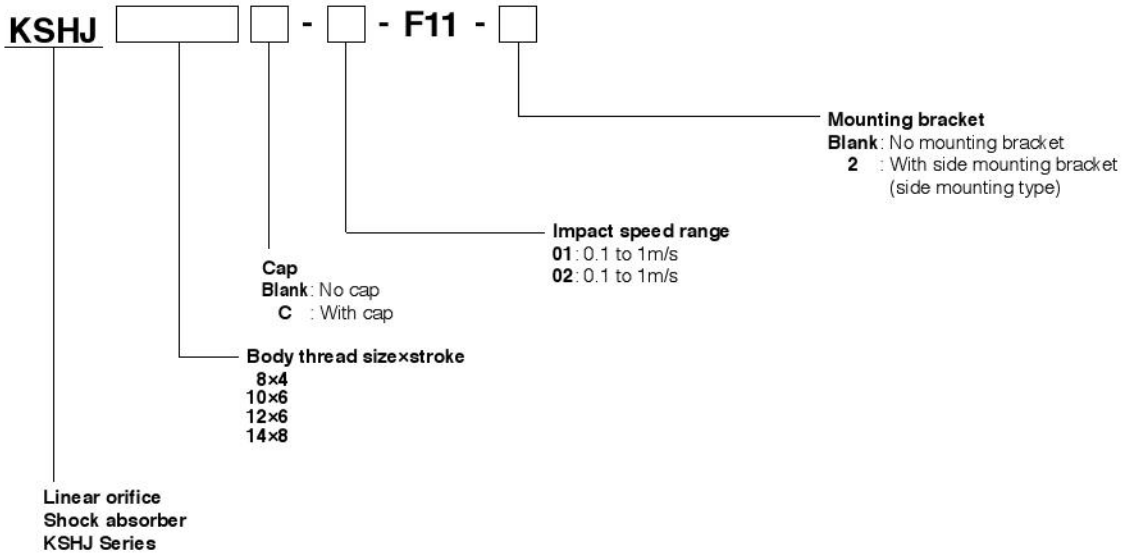 KSHJ - - F11 -
Mounting bracket
Blank: No mounting bracket
2 : With side mounting bracket
(side mounting type)
Impact speed range
01: 0.1 to 1m/s
02: 0.1 to 1m/s
Cap
Blank: No cap
C : With cap
Body thread size×stroke
8×4
10×6
12×6
14×8
Linear orifice
Shock absorber
KSHJ Series